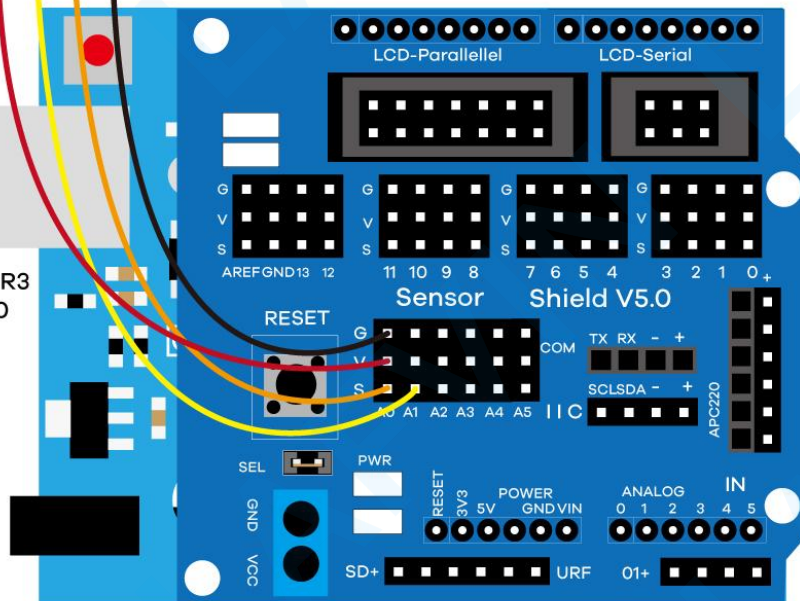 LCD-Parallellel
LCD-Serial
G
V
S
G
V
S
G
V
S
G
V
S
AREF GND 13 12
11 10 9 8
7 6 5 4
3 2 1 0 +
R3
Sensor Shield V5.0
RESET
G
V
S
COM
TX RX - +
SCL SDA - +
IIC
APC220
A0 A1 A2 A3 A4 A5
SEL
PWR
GND
VCC
RESET
3V3
5V
POWER
GND VIN
ANALOG
IN
0 1 2 3 4 5
SD+
URF
01+